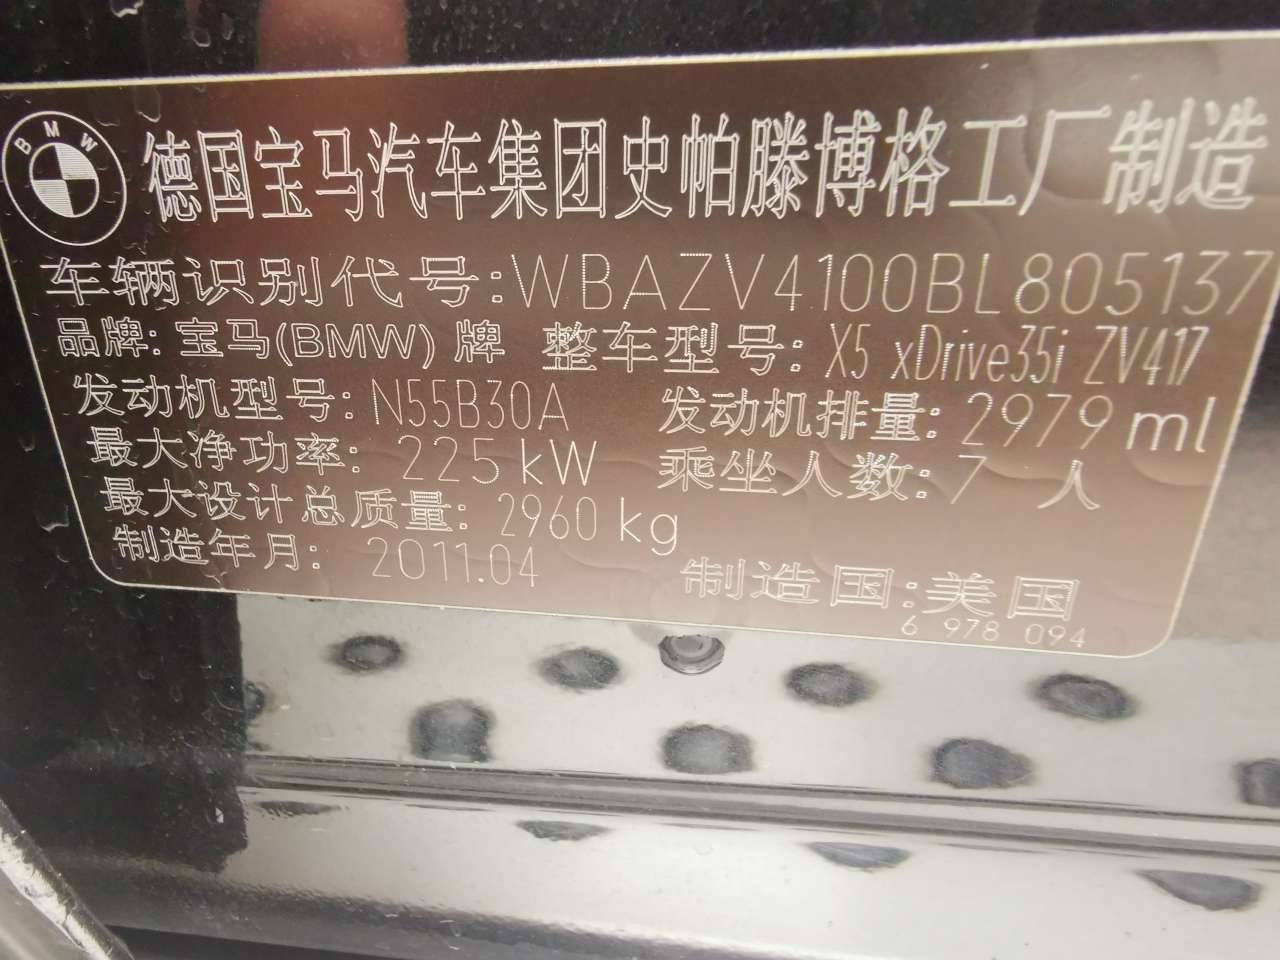 BMW
德国宝马汽车集团史帕滕博格工厂制造
车辆识别代号:WBAZV4100BL805137
品牌: 宝马(BMW) 牌 整车型号: X5 xDrive35i ZV417
发动机型号: N55B30A 发动机排量: 2979 ml
最大净功率: 225 kW 乘坐人数: 7 人
最大设计总质量: 2960 kg
制造年月: 2011.04 制造国: 美国
6 978 094